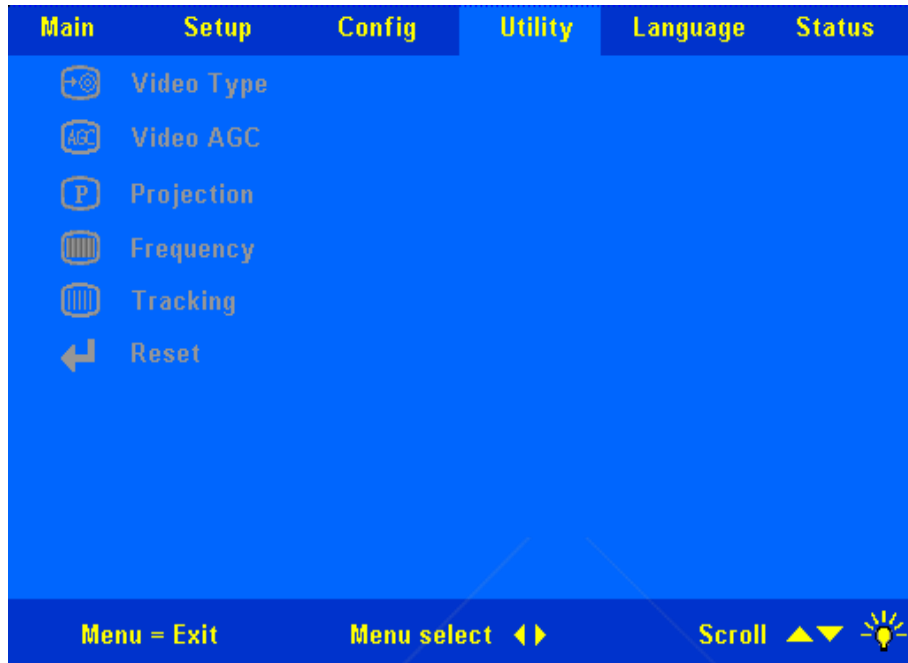 Main Setup Config Utility Language Status
Video Type
AGC Video AGC
P Projection
Frequency
Tracking
Reset
Menu = Exit Menu select Scroll